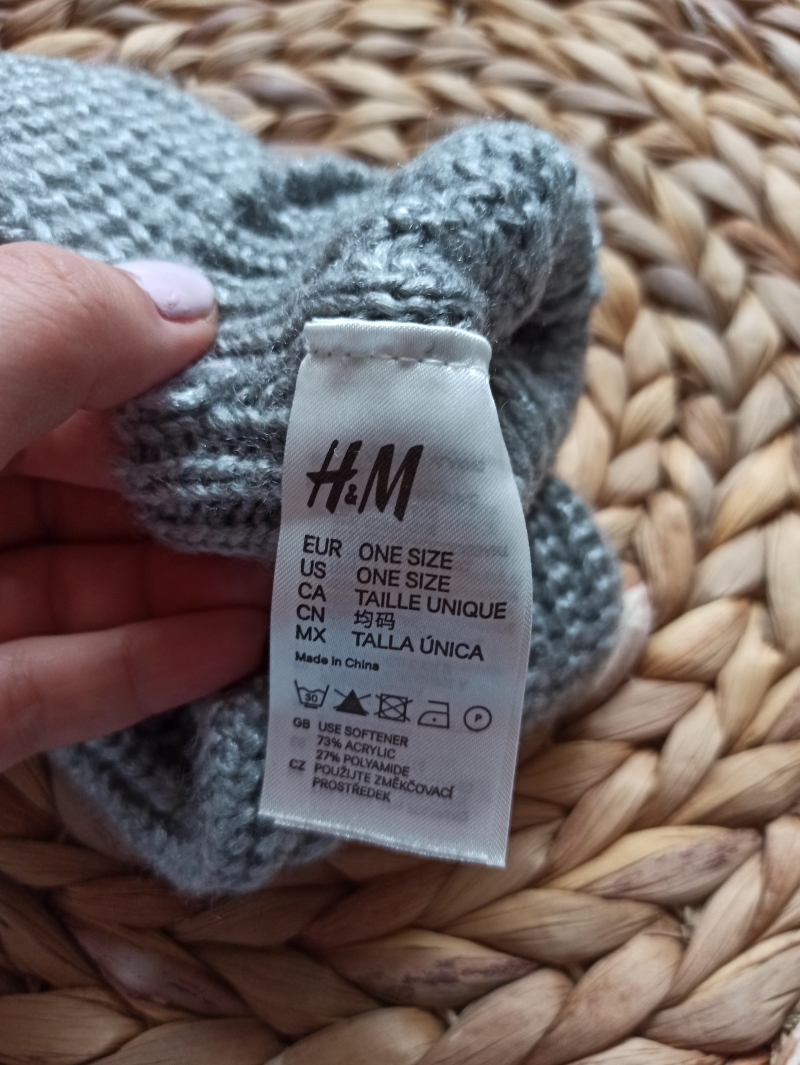 H&M
EUR ONE SIZE
US ONE SIZE
CA TAILLE UNIQUE
CN 均码
MX TALLA ÚNICA
Made in China
30 P
GB USE SOFTENER
73% ACRYLIC
27% POLYAMIDE
CZ POUŽIJTE ZMĚKČOVACÍ
PROSTŘEDEK